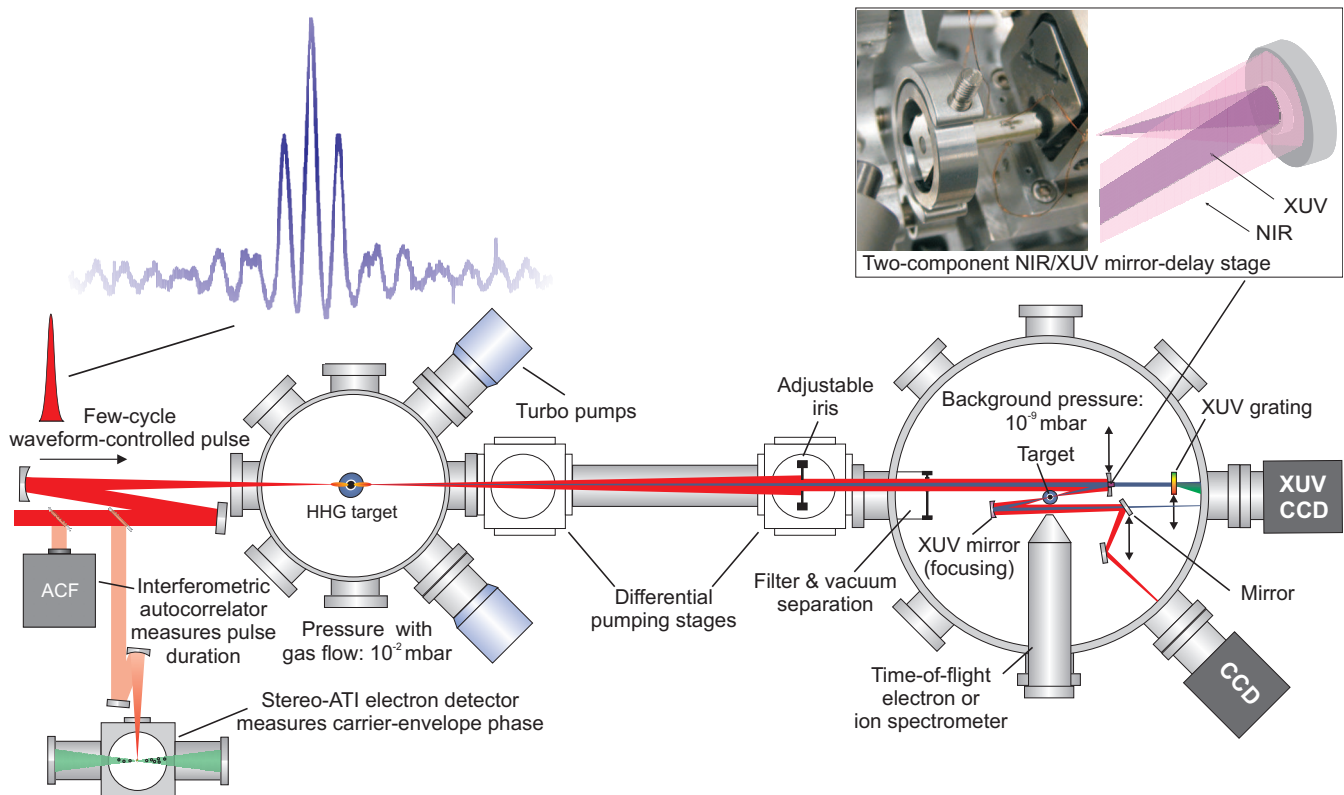 XUV
NIR
Two-component NIR/XUV mirror-delay stage
Few-cycle
waveform-controlled pulse
Turbo pumps
Adjustable
iris
Background pressure:
10⁻⁹ mbar
XUV grating
Target
HHG target
XUV
CCD
XUV mirror
(focusing)
Filter & vacuum
separation
Mirror
ACF
Interferometric
autocorrelator
measures pulse
duration
Pressure with
gas flow: 10⁻² mbar
Differential
pumping stages
Time-of-flight
electron or
ion spectrometer
CCD
Stereo-ATI electron detector
measures carrier-envelope phase